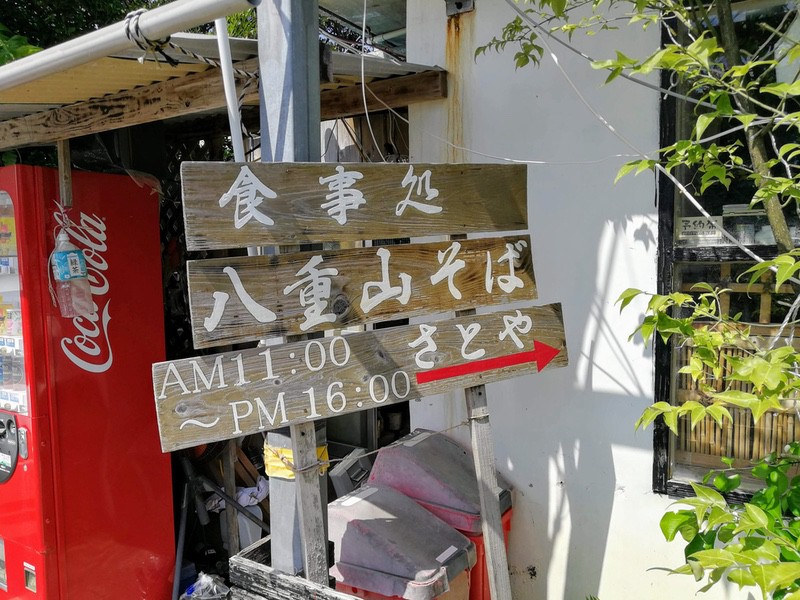 食事処
八重山そば
さとや
AM11:00
～PM16:00
Coca-Cola